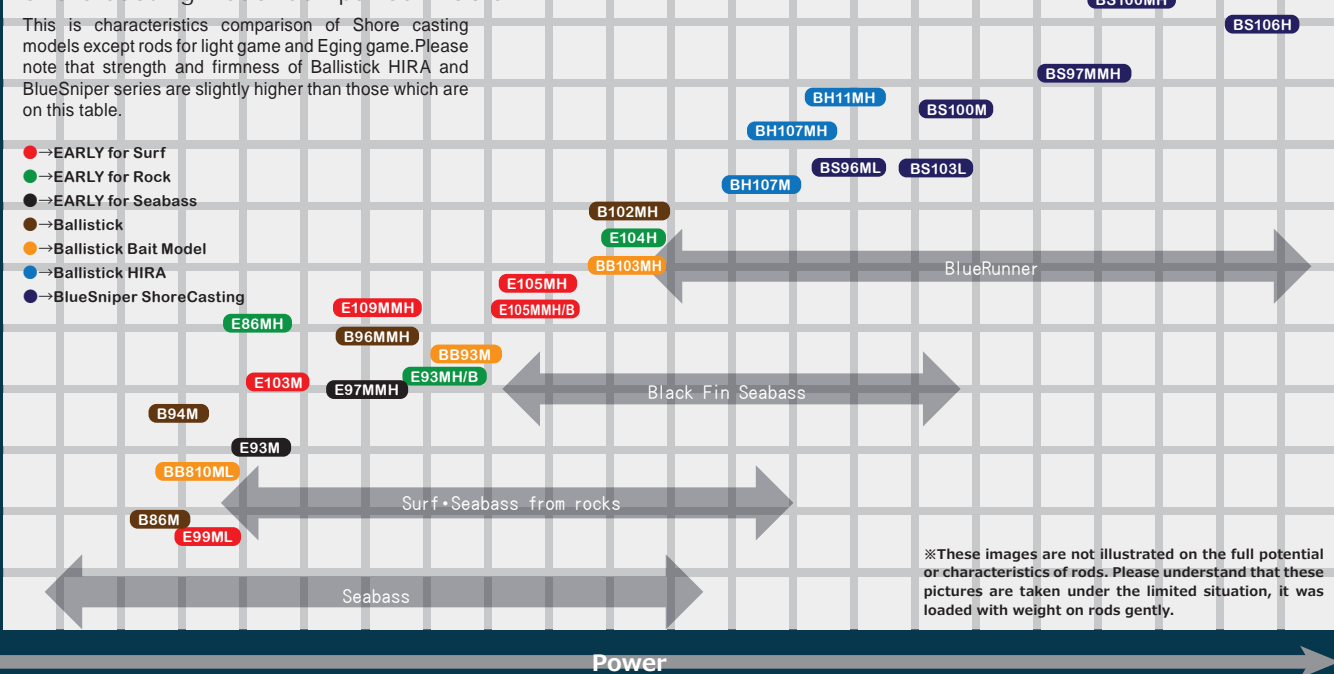 BS100MH
BS106H
This is characteristics comparison of Shore casting
models except rods for light game and Eging game.Please
note that strength and firmness of Ballistick HIRA and
BlueSniper series are slightly higher than those which are
on this table.
BS97MMH
BH11MH
BS100M
BH107MH
●→EARLY for Surf
BS96ML
BS103L
●→EARLY for Rock
BH107M
●→EARLY for Seabass
B102MH
●→Ballistick
E104H
●→Ballistick Bait Model
BB103MH
BlueRunner
●→Ballistick HIRA
E105MH
●→BlueSniper ShoreCasting
E109MMH
E105MMH/B
E86MH
B96MMH
BB93M
E93MH/B
E103M
E97MMH
Black Fin Seabass
B94M
E93M
BB810ML
Surf・Seabass from rocks
B86M
E99ML
※These images are not illustrated on the full potential
or characteristics of rods. Please understand that these
pictures are taken under the limited situation, it was
loaded with weight on rods gently.
Seabass
Power